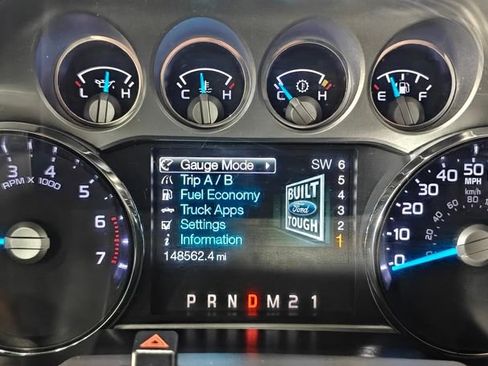 L H
C H
C H
E F
3 4
5
6
7
RPM X 1000
Gauge Mode
Trip A / B
Fuel Economy
Truck Apps
Settings
Information
148562.4 mi
SW 6
5
4
3
2
1
BUILT
Ford
TOUGH
P R N D M 2 1
50
MPH
km/h
40
30
20
10
0
80